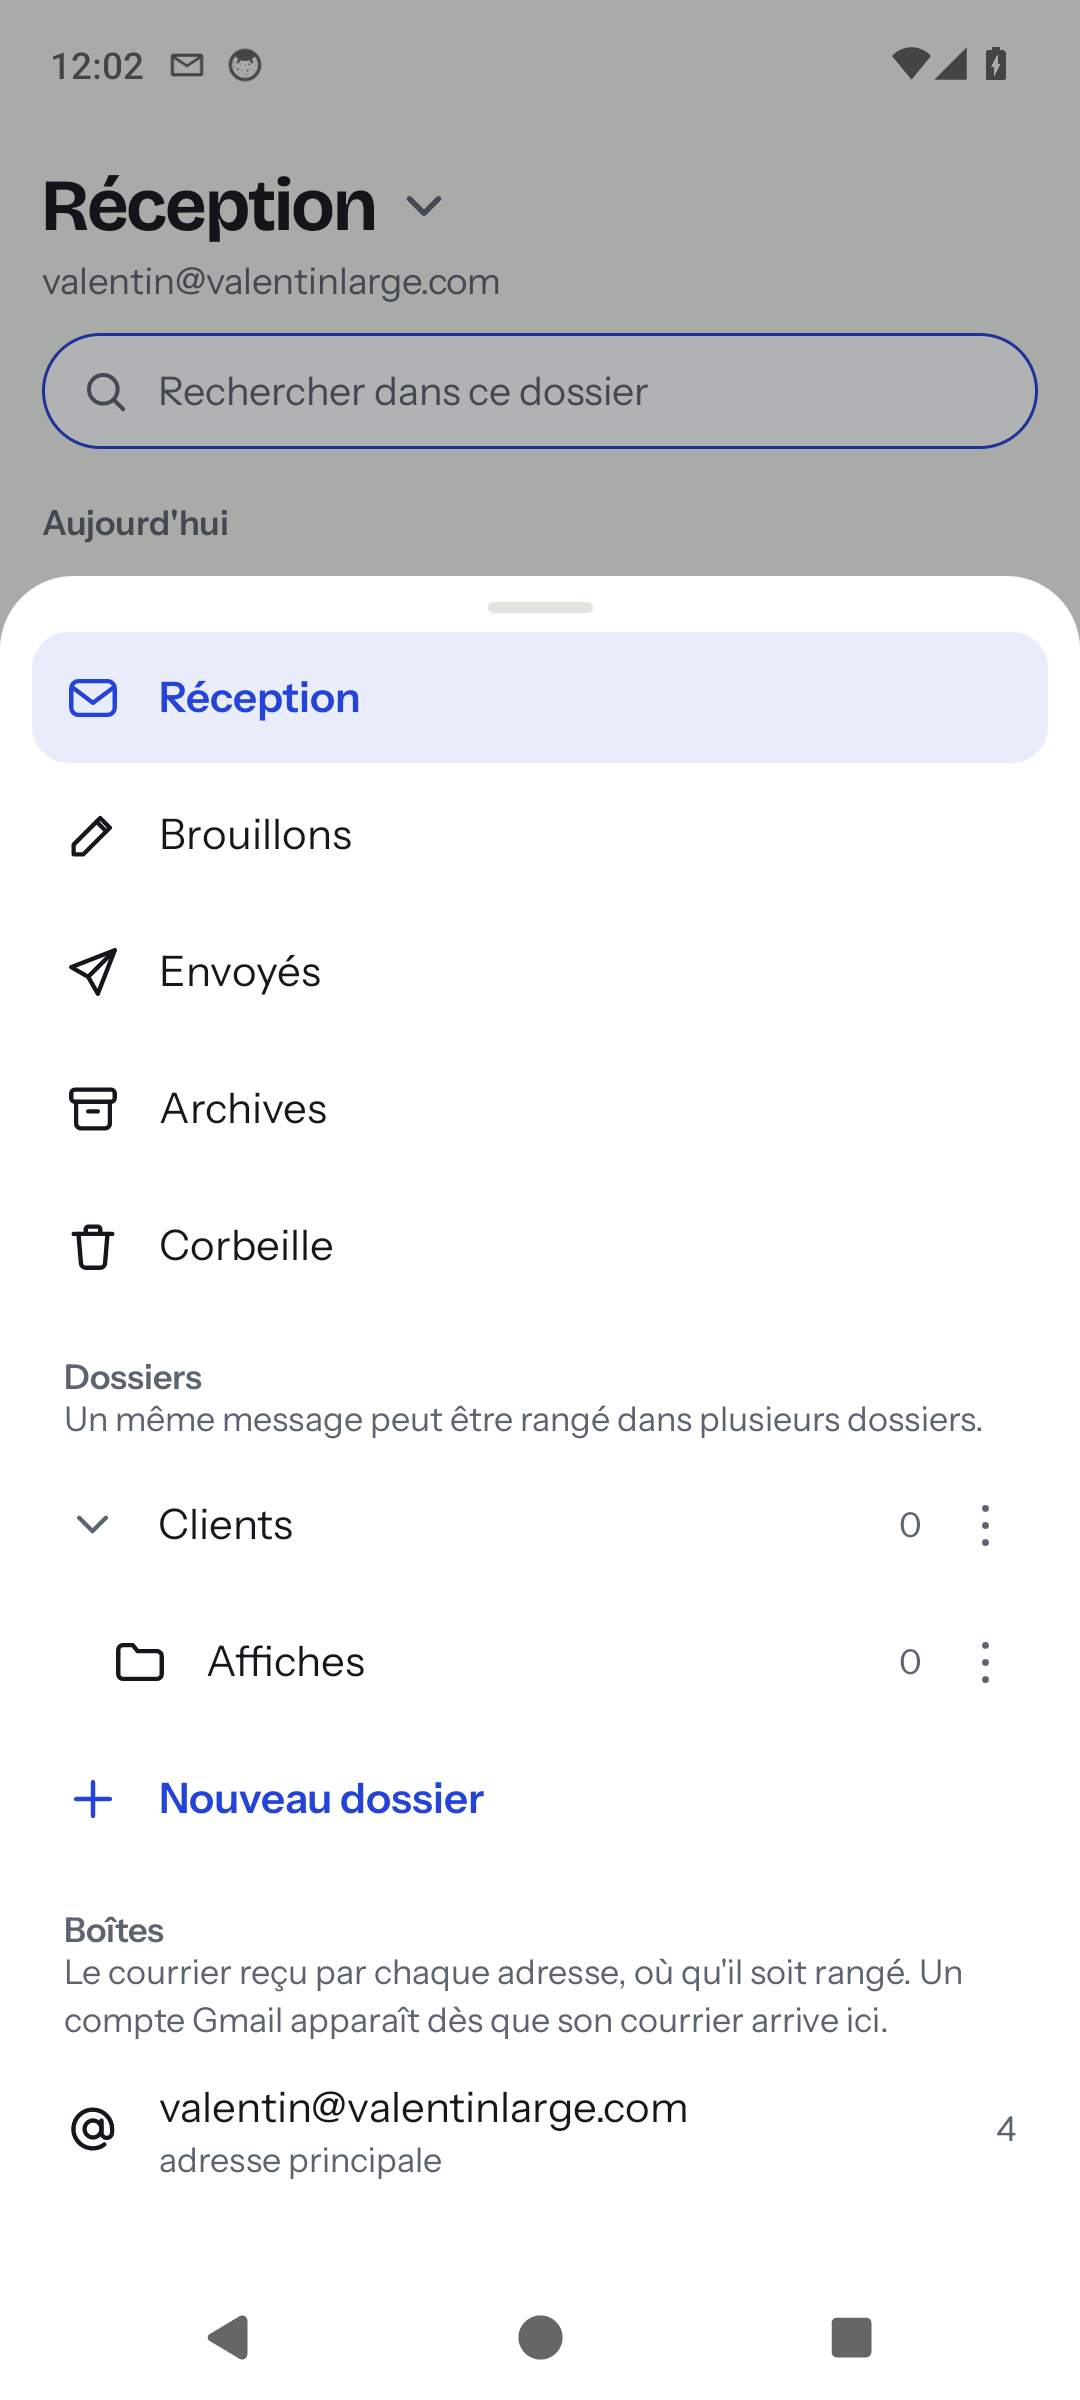 12:02
Réception
valentin@valentinlarge.com
Rechercher dans ce dossier
Aujourd'hui
Réception
Brouillons
Envoyés
Archives
Corbeille
Dossiers
Un même message peut être rangé dans plusieurs dossiers.
Clients 0
Affiches 0
Nouveau dossier
Boîtes
Le courrier reçu par chaque adresse, où qu'il soit rangé. Un
compte Gmail apparaît dès que son courrier arrive ici.
valentin@valentinlarge.com 4
adresse principale